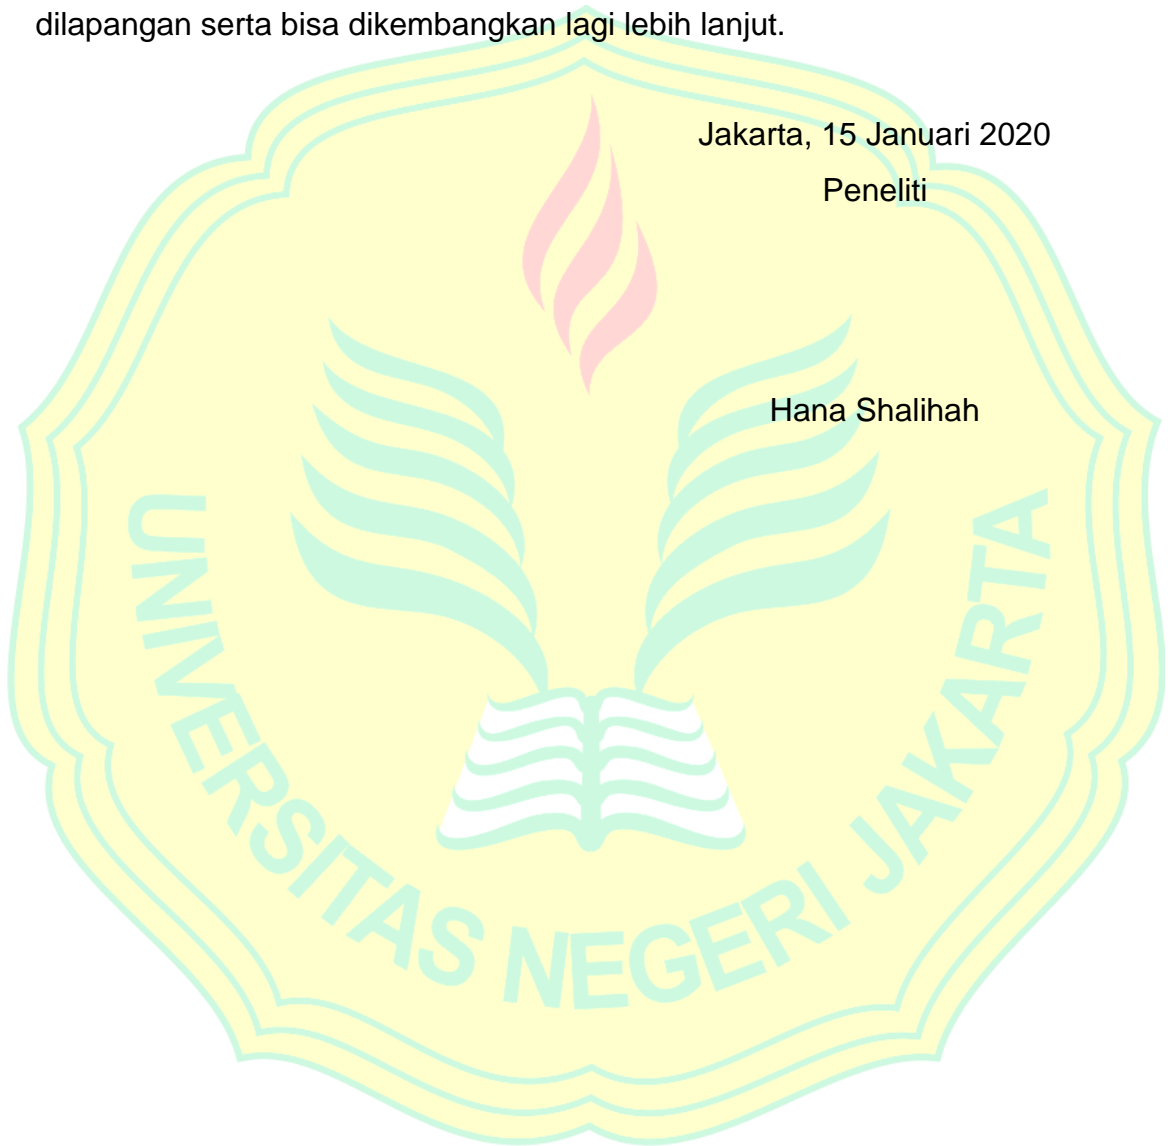 dilapangan serta bisa dikembangkan lagi lebih lanjut.
Jakarta, 15 Januari 2020
Peneliti
Hana Shalihah
UNIVERSITAS NEGERI JAKARTA